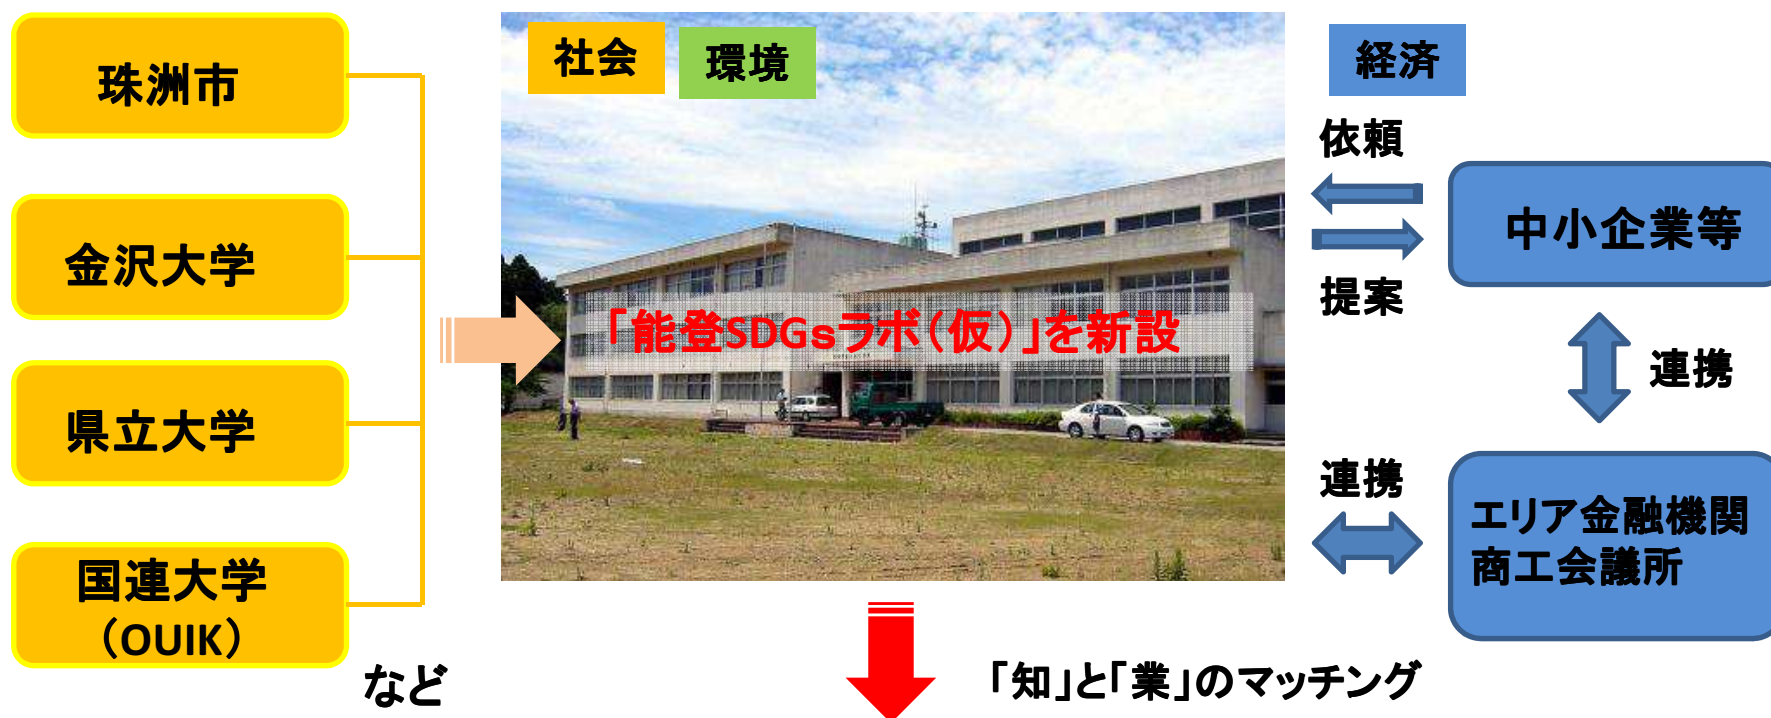 珠洲市
金沢大学
県立大学
国連大学
（OUIK）
など
社会
環境
「能登SDGsラボ（仮）」を新設
経済
依頼
提案
中小企業等
連携
連携
エリア金融機関
商工会議所
「知」と「業」のマッチング